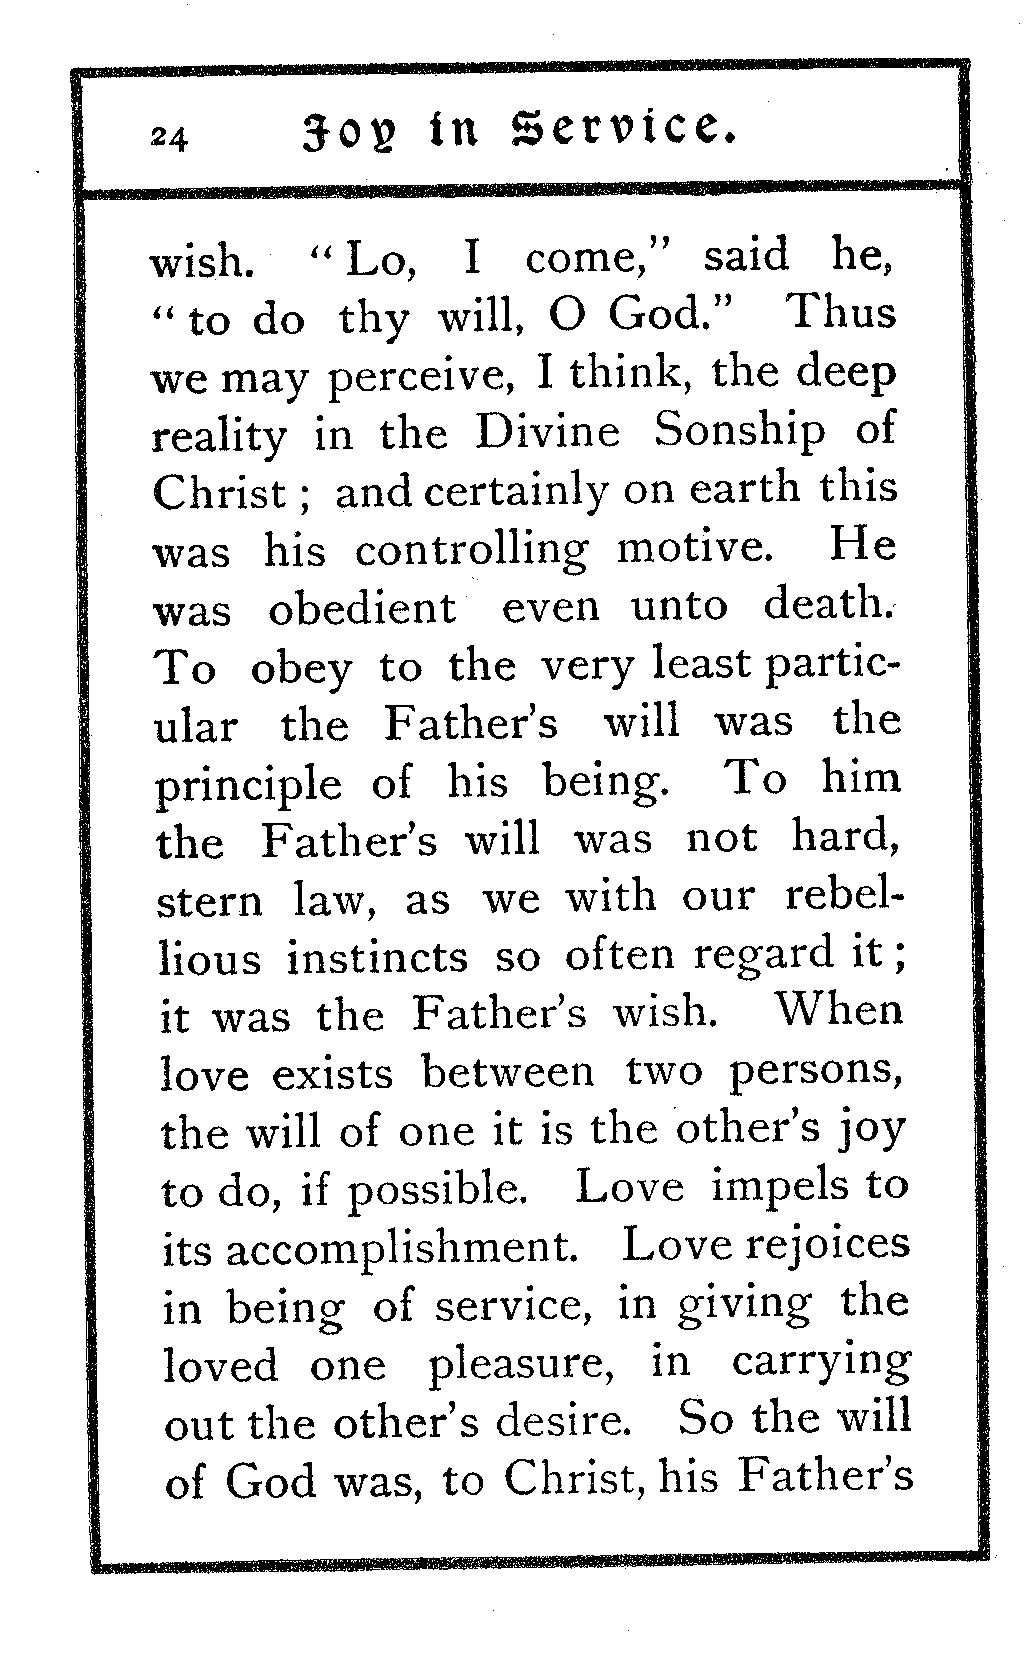 24 Joy in Service.
wish. "Lo, I come," said he,
"to do thy will, O God." Thus
we may perceive, I think, the deep
reality in the Divine Sonship of
Christ; and certainly on earth this
was his controlling motive. He
was obedient even unto death.
To obey to the very least partic-
ular the Father's will was the
principle of his being. To him
the Father's will was not hard,
stern law, as we with our rebel-
lious instincts so often regard it;
it was the Father's wish. When
love exists between two persons,
the will of one it is the other's joy
to do, if possible. Love impels to
its accomplishment. Love rejoices
in being of service, in giving the
loved one pleasure, in carrying
out the other's desire. So the will
of God was, to Christ, his Father's